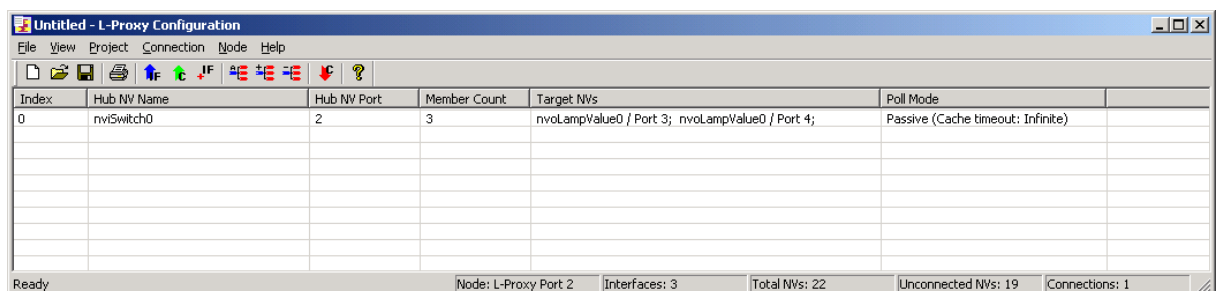 Untitled - L-Proxy Configuration
File View Project Connection Node Help
Index Hub NV Name Hub NV Port Member Count Target NVs Poll Mode
0 nviSwitch0 2 3 nvoLampValue0 / Port 3; nvoLampValue0 / Port 4; Passive (Cache timeout: Infinite)
Ready Node: L-Proxy Port 2 Interfaces: 3 Total NVs: 22 Unconnected NVs: 19 Connections: 1